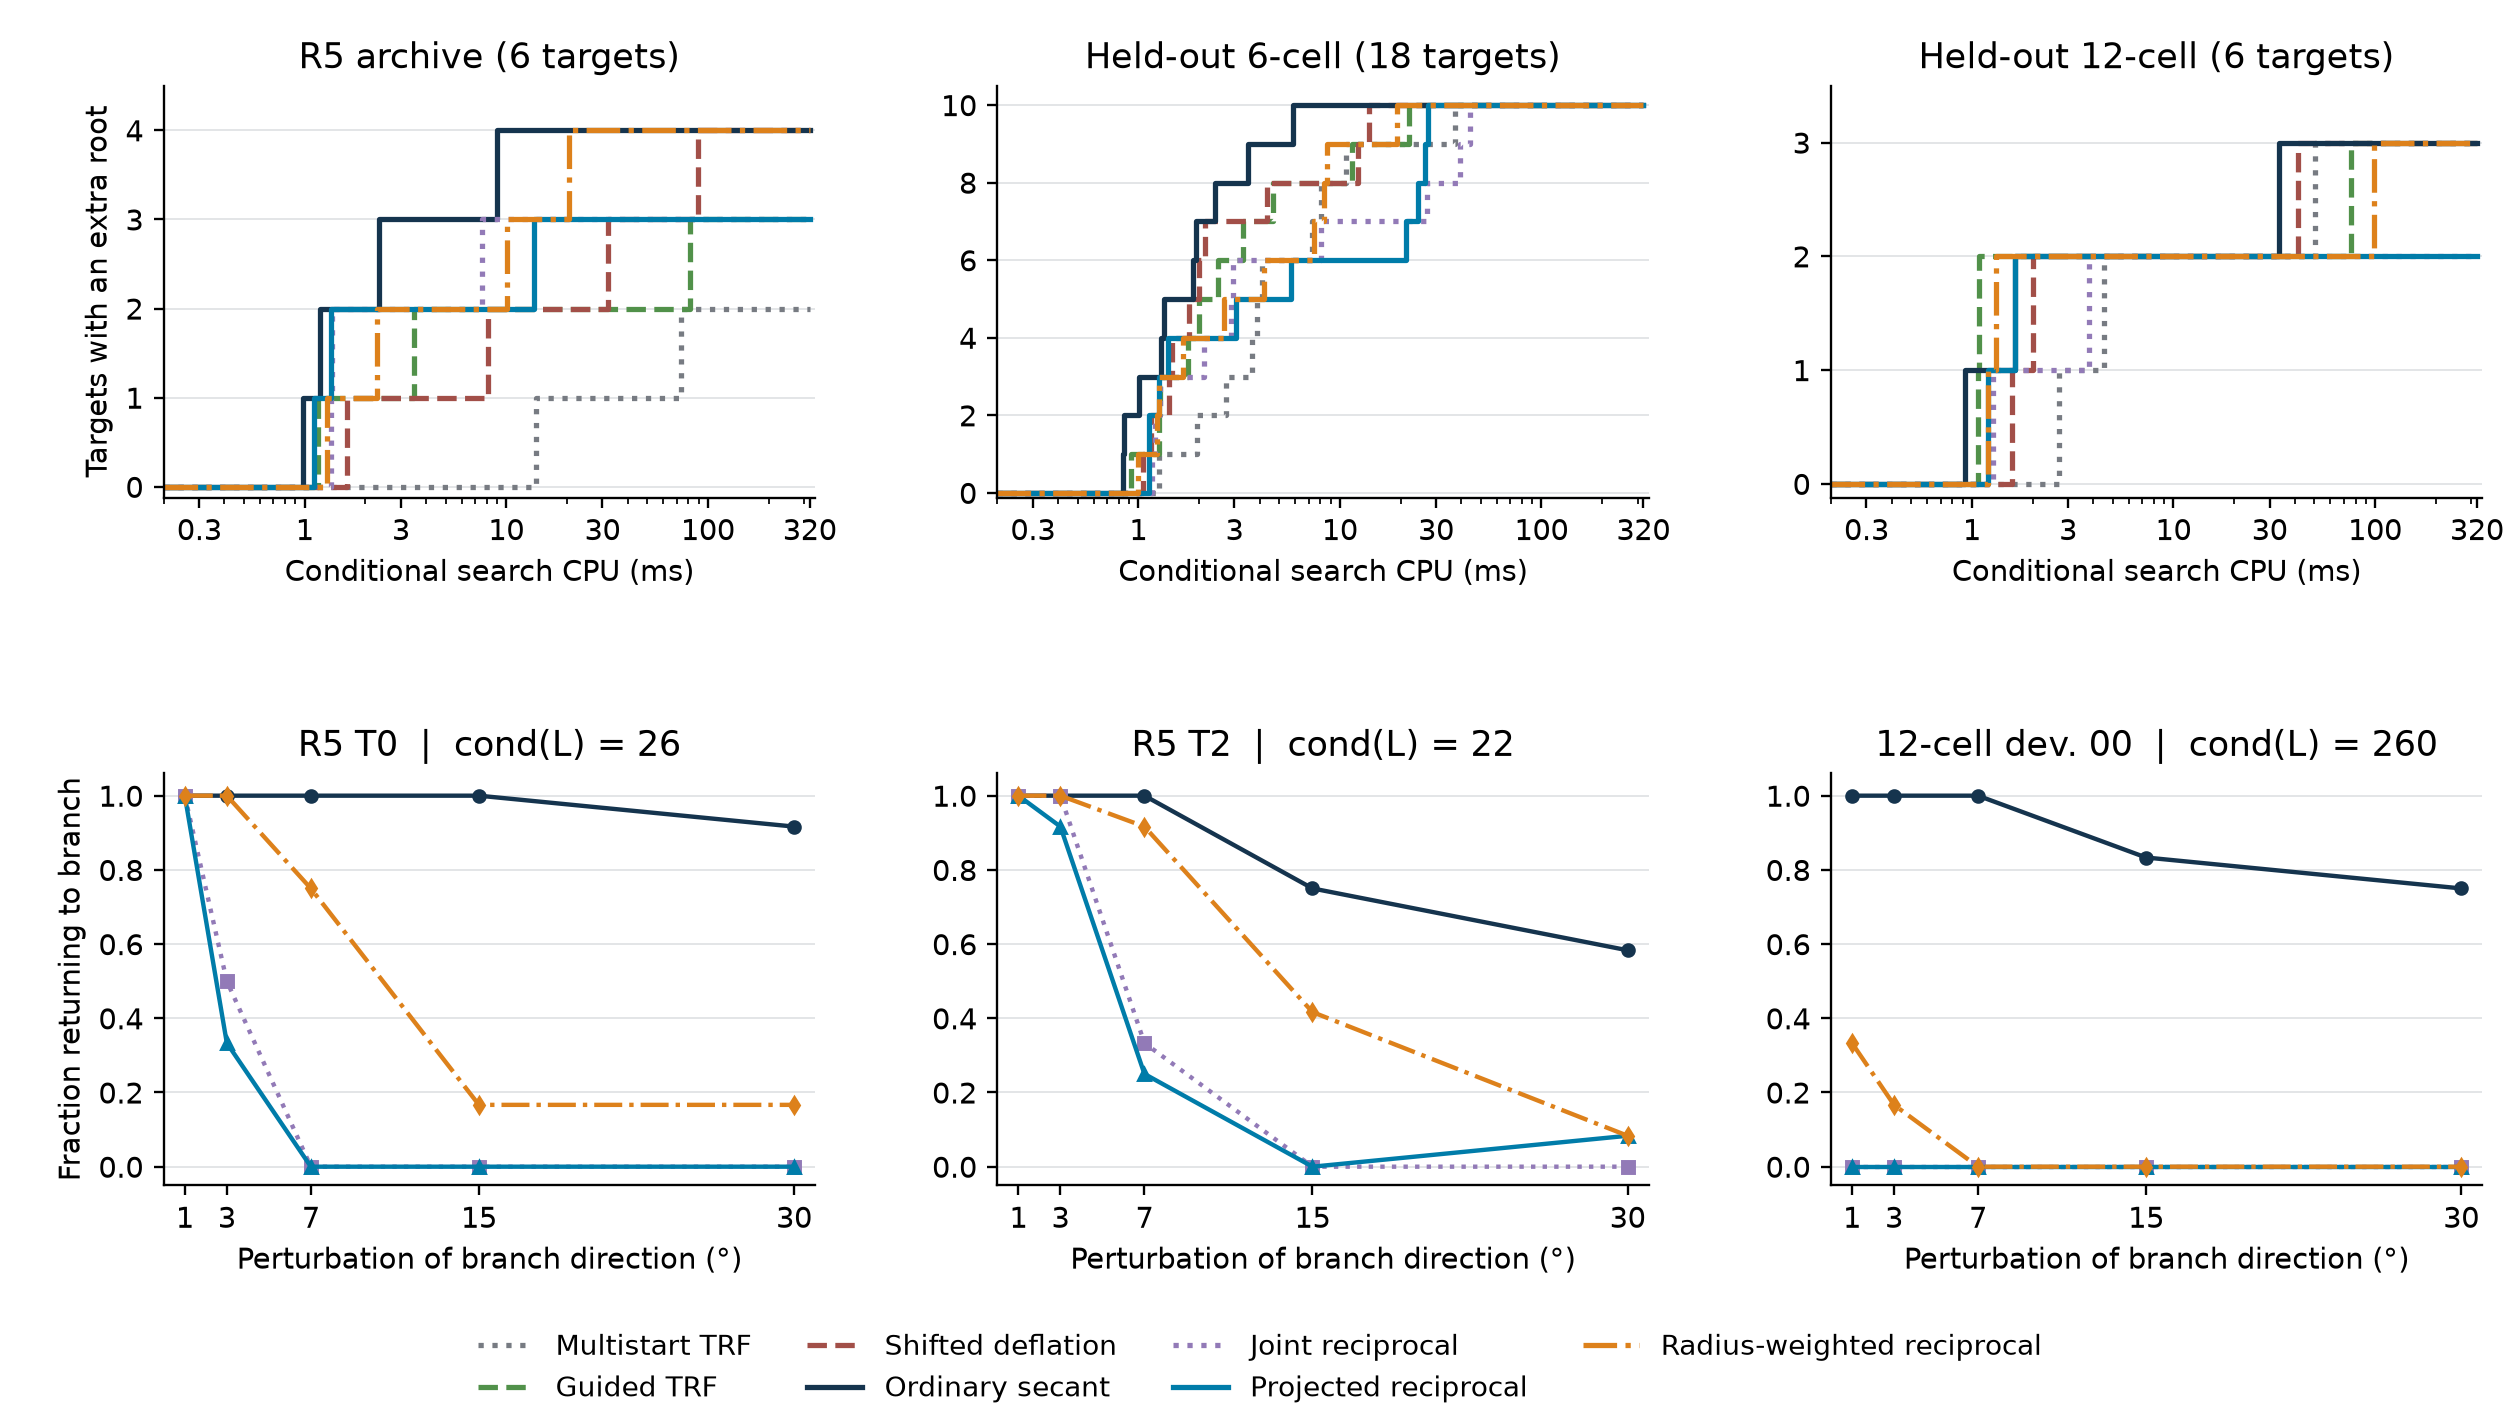 R5 archive (6 targets)
Targets with an extra root
4
3
2
1
0
0.3 1 3 10 30 100 320
Conditional search CPU (ms)
Held-out 6-cell (18 targets)
10
8
6
4
2
0
0.3 1 3 10 30 100 320
Conditional search CPU (ms)
Held-out 12-cell (6 targets)
3
2
1
0
0.3 1 3 10 30 100 320
Conditional search CPU (ms)
R5 T0 | cond(L) = 26
Fraction returning to branch
1.0
0.8
0.6
0.4
0.2
0.0
1 3 7 15 30
Perturbation of branch direction (°)
R5 T2 | cond(L) = 22
1.0
0.8
0.6
0.4
0.2
0.0
1 3 7 15 30
Perturbation of branch direction (°)
12-cell dev. 00 | cond(L) = 260
1.0
0.8
0.6
0.4
0.2
0.0
1 3 7 15 30
Perturbation of branch direction (°)
Multistart TRF
Guided TRF
Shifted deflation
Ordinary secant
Joint reciprocal
Projected reciprocal
Radius-weighted reciprocal